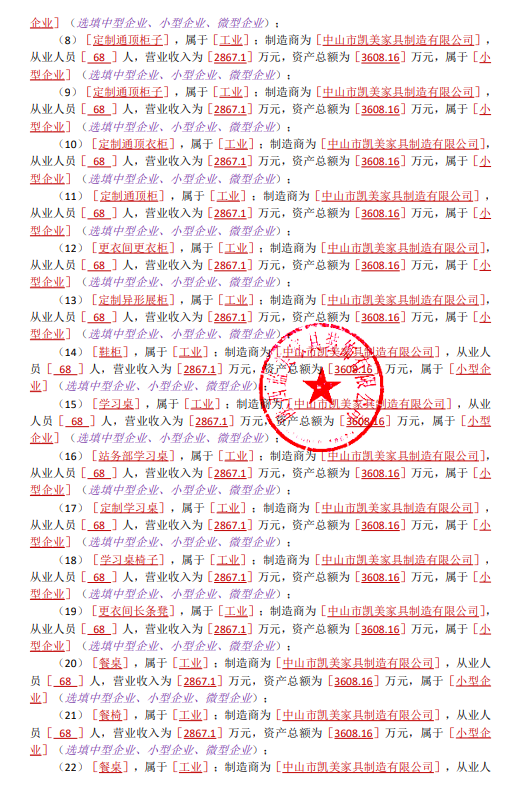 企业］（选填中型企业、小型企业、微型企业）；
（8）［定制通顶柜子］，属于［工业］；制造商为［中山市凯美家具制造有限公司］，
从业人员［ 68 ］人，营业收入为［2867.1］万元，资产总额为［3608.16］万元，属于［小
型企业］（选填中型企业、小型企业、微型企业）；
（9）［定制通顶柜子］，属于［工业］；制造商为［中山市凯美家具制造有限公司］，
从业人员［ 68 ］人，营业收入为［2867.1］万元，资产总额为［3608.16］万元，属于［小
型企业］（选填中型企业、小型企业、微型企业）；
（10）［定制通顶衣柜］，属于［工业］；制造商为［中山市凯美家具制造有限公司］，
从业人员［ 68 ］人，营业收入为［2867.1］万元，资产总额为［3608.16］万元，属于［小
型企业］（选填中型企业、小型企业、微型企业）；
（11）［定制通顶柜］，属于［工业］；制造商为［中山市凯美家具制造有限公司］，
从业人员［ 68 ］人，营业收入为［2867.1］万元，资产总额为［3608.16］万元，属于［小
型企业］（选填中型企业、小型企业、微型企业）；
（12）［更衣间更衣柜］，属于［工业］；制造商为［中山市凯美家具制造有限公司］，
从业人员［ 68 ］人，营业收入为［2867.1］万元，资产总额为［3608.16］万元，属于［小
型企业］（选填中型企业、小型企业、微型企业）；
（13）［定制异形展柜］，属于［工业］；制造商为［中山市凯美家具制造有限公司］，
从业人员［ 68 ］人，营业收入为［2867.1］万元，资产总额为［3608.16］万元，属于［小
型企业］（选填中型企业、小型企业、微型企业）；
（14）［鞋柜］，属于［工业］；制造商为［中山市凯美家具制造有限公司］，从业人
员［ 68 ］人，营业收入为［2867.1］万元，资产总额为［3608.16］万元，属于［小型企
业］（选填中型企业、小型企业、微型企业）；
（15）［学习桌］，属于［工业］；制造商为［中山市凯美家具制造有限公司］，从业
人员［ 68 ］人，营业收入为［2867.1］万元，资产总额为［3608.16］万元，属于［小型
企业］（选填中型企业、小型企业、微型企业）；
（16）［站务部学习桌］，属于［工业］；制造商为［中山市凯美家具制造有限公司］，
从业人员［ 68 ］人，营业收入为［2867.1］万元，资产总额为［3608.16］万元，属于［小
型企业］（选填中型企业、小型企业、微型企业）；
（17）［定制学习桌］，属于［工业］；制造商为［中山市凯美家具制造有限公司］，
从业人员［ 68 ］人，营业收入为［2867.1］万元，资产总额为［3608.16］万元，属于［小
型企业］（选填中型企业、小型企业、微型企业）；
（18）［学习桌椅子］，属于［工业］；制造商为［中山市凯美家具制造有限公司］，
从业人员［ 68 ］人，营业收入为［2867.1］万元，资产总额为［3608.16］万元，属于［小
型企业］（选填中型企业、小型企业、微型企业）；
（19）［更衣间长条凳］，属于［工业］；制造商为［中山市凯美家具制造有限公司］，
从业人员［ 68 ］人，营业收入为［2867.1］万元，资产总额为［3608.16］万元，属于［小
型企业］（选填中型企业、小型企业、微型企业）；
（20）［餐桌］，属于［工业］；制造商为［中山市凯美家具制造有限公司］，从业人
员［ 68 ］人，营业收入为［2867.1］万元，资产总额为［3608.16］万元，属于［小型企
业］（选填中型企业、小型企业、微型企业）；
（21）［餐椅］，属于［工业］；制造商为［中山市凯美家具制造有限公司］，从业人
员［ 68 ］人，营业收入为［2867.1］万元，资产总额为［3608.16］万元，属于［小型企
业］（选填中型企业、小型企业、微型企业）；
（22）［餐桌］，属于［工业］；制造商为［中山市凯美家具制造有限公司］，从业人